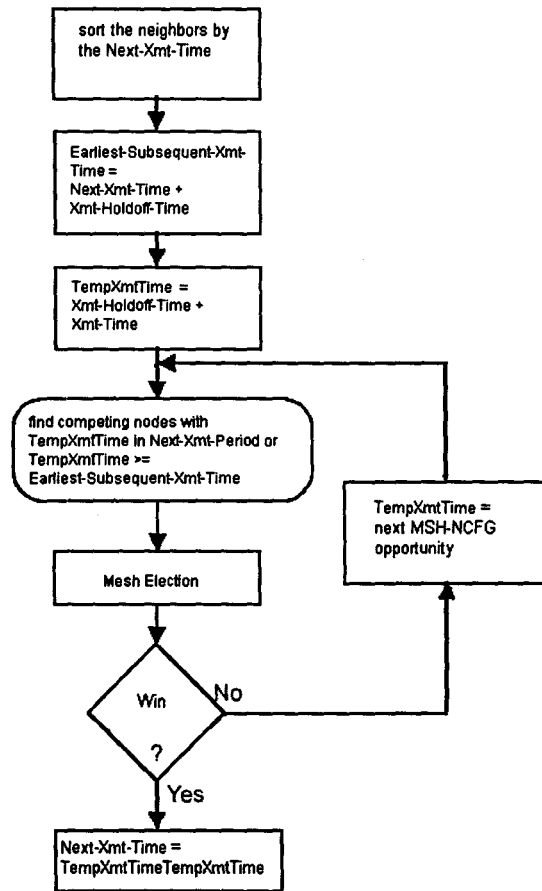 sort the neighbors by
the Next-Xmt-Time
Earliest-Subsequent-Xmt-
Time =
Next-Xmt-Time +
Xmt-Holdoff-Time
TempXmtTime =
Xmt-Holdoff-Time +
Xmt-Time
find competing nodes with
TempXmtTime in Next-Xmt-Period or
TempXmtTime >=
Earliest-Subsequent-Xmt-Time
TempXmtTime =
next MSH-NCFG
opportunity
Mesh Election
Win
?
No
Yes
Next-Xmt-Time =
TempXmtTimeTempXmtTime